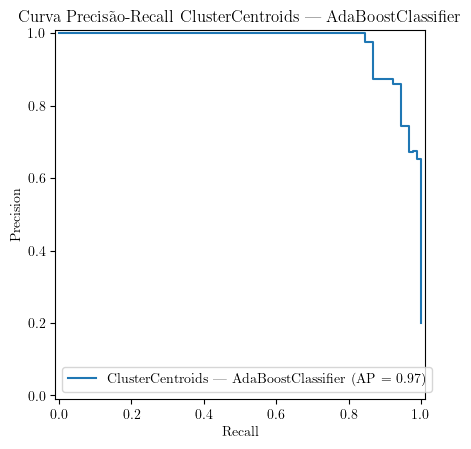 Curva Precisão-Recall ClusterCentroids — AdaBoostClassifier
1.0
0.8
0.6
0.4
0.2
0.0
Precision
ClusterCentroids — AdaBoostClassifier (AP = 0.97)
0.0 0.2 0.4 0.6 0.8 1.0
Recall